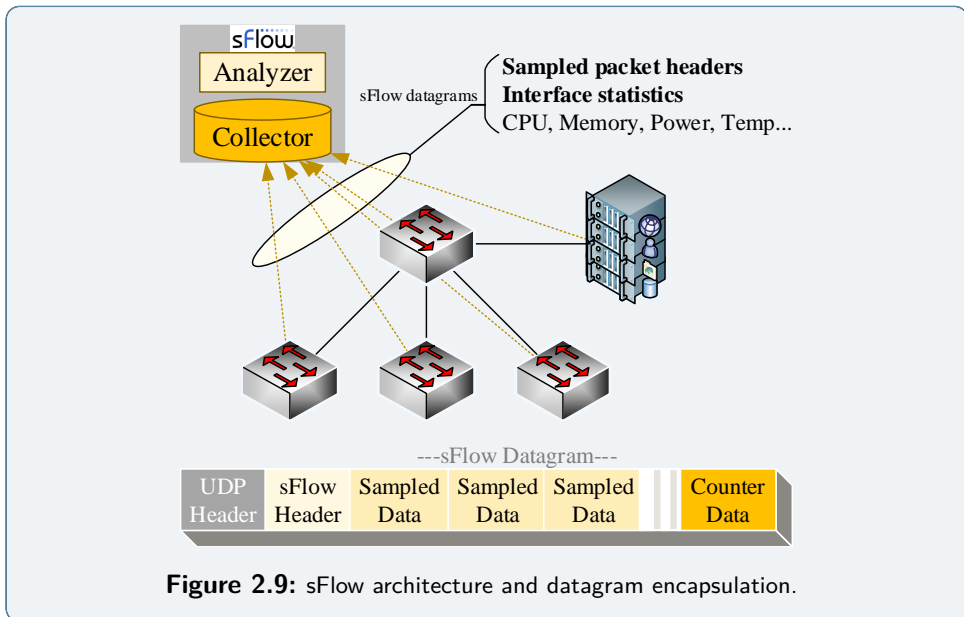 sFlow
Analyzer
Collector
sFlow datagrams
Sampled packet headers
Interface statistics
CPU, Memory, Power, Temp...
---sFlow Datagram---
UDP Header
sFlow Header
Sampled Data
Sampled Data
Sampled Data
Counter Data
Figure 2.9: sFlow architecture and datagram encapsulation.